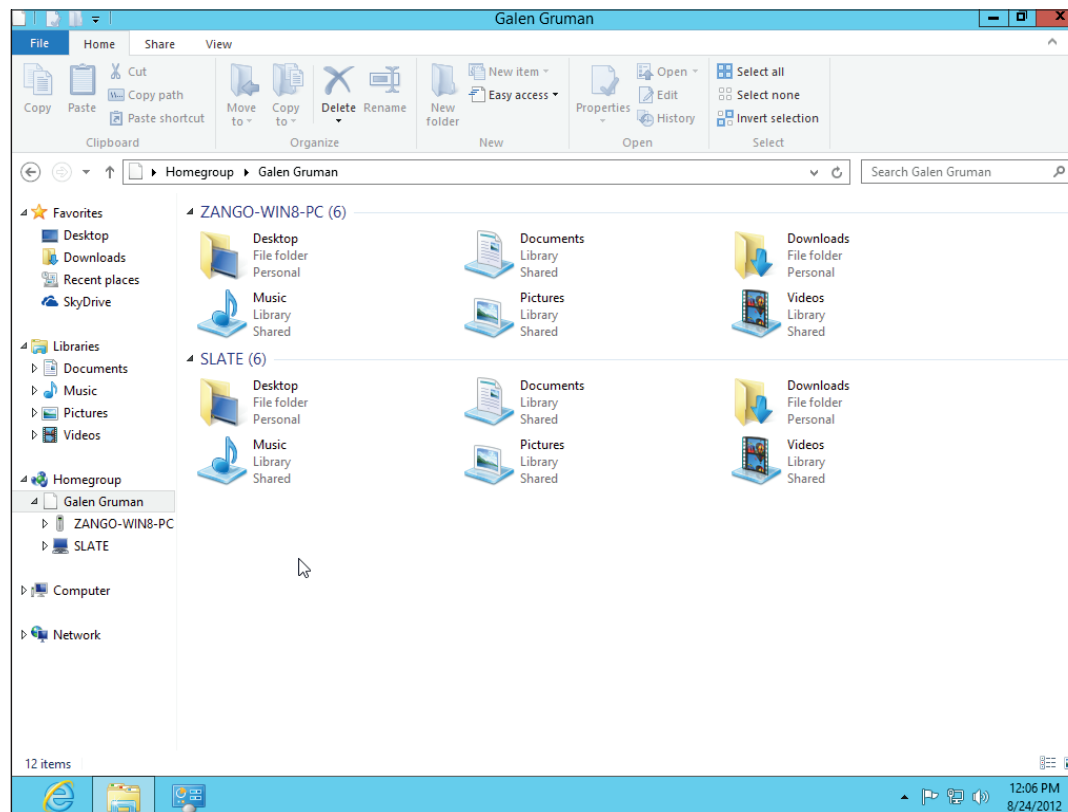 Galen Gruman
File Home Share View
Copy
Paste
Cut
Copy path
Paste shortcut
Clipboard
Move to
Copy to
Delete
Rename
Organize
New folder
New item
Easy access
New
Properties
Open
Edit
History
Open
Select all
Select none
Invert selection
Select
Homegroup Galen Gruman
Search Galen Gruman
Favorites
Desktop
Downloads
Recent places
SkyDrive
Libraries
Documents
Music
Pictures
Videos
Homegroup
Galen Gruman
ZANGO-WIN8-PC
SLATE
Computer
Network
ZANGO-WIN8-PC (6)
Desktop
File folder
Personal
Documents
Library
Shared
Downloads
File folder
Personal
Music
Library
Shared
Pictures
Library
Shared
Videos
Library
Shared
SLATE (6)
Desktop
File folder
Personal
Documents
Library
Shared
Downloads
File folder
Personal
Music
Library
Shared
Pictures
Library
Shared
Videos
Library
Shared
12 items
12:06 PM
8/24/2012